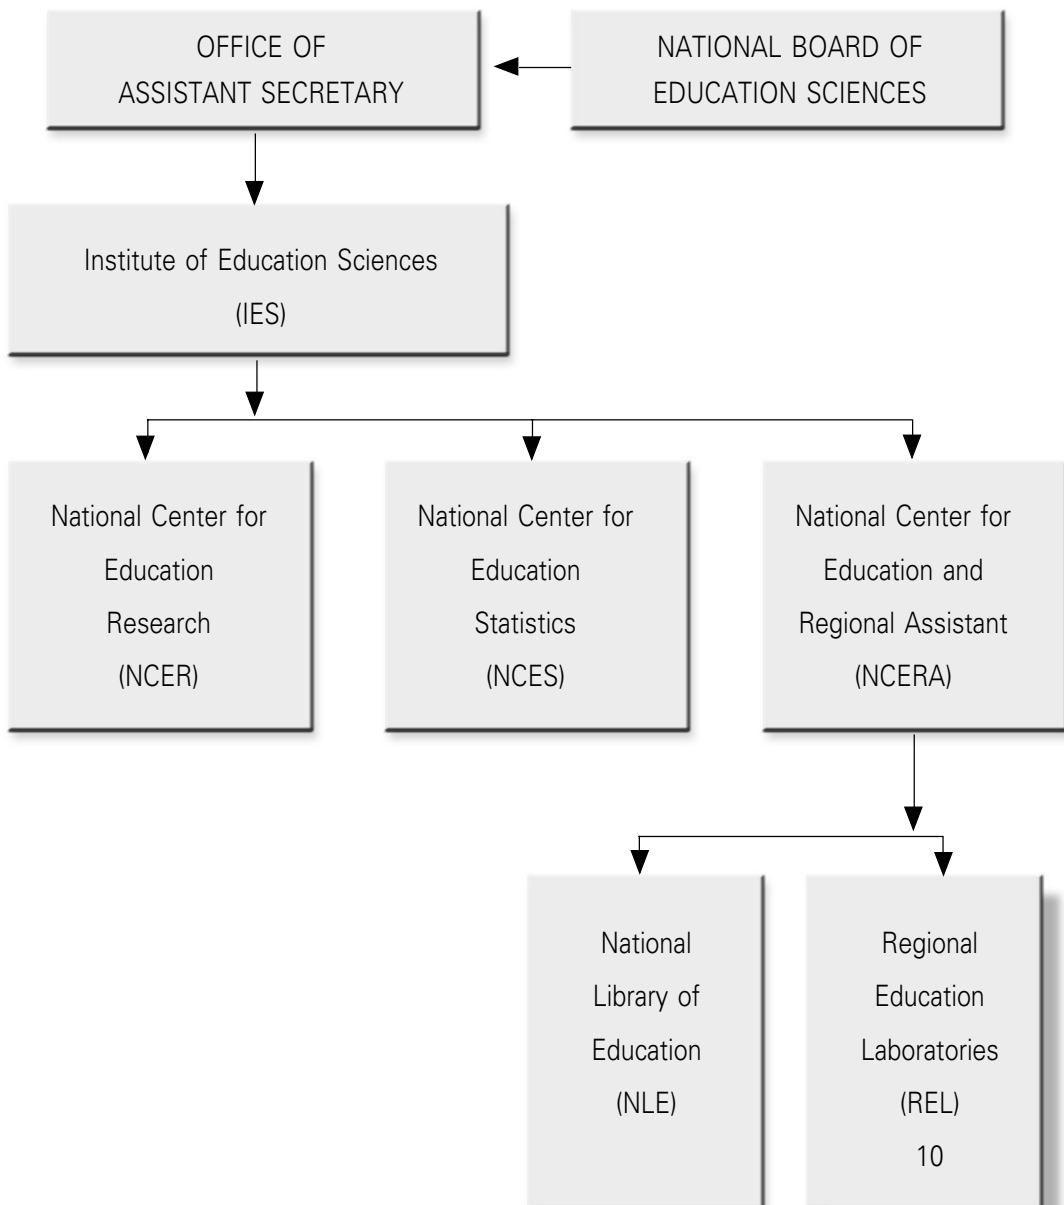 OFFICE OF
ASSISTANT SECRETARY
NATIONAL BOARD OF
EDUCATION SCIENCES
Institute of Education Sciences
(IES)
National Center for
Education
Research
(NCER)
National Center for
Education
Statistics
(NCES)
National Center for
Education and
Regional Assistant
(NCERA)
National
Library of
Education
(NLE)
Regional
Education
Laboratories
(REL)
10